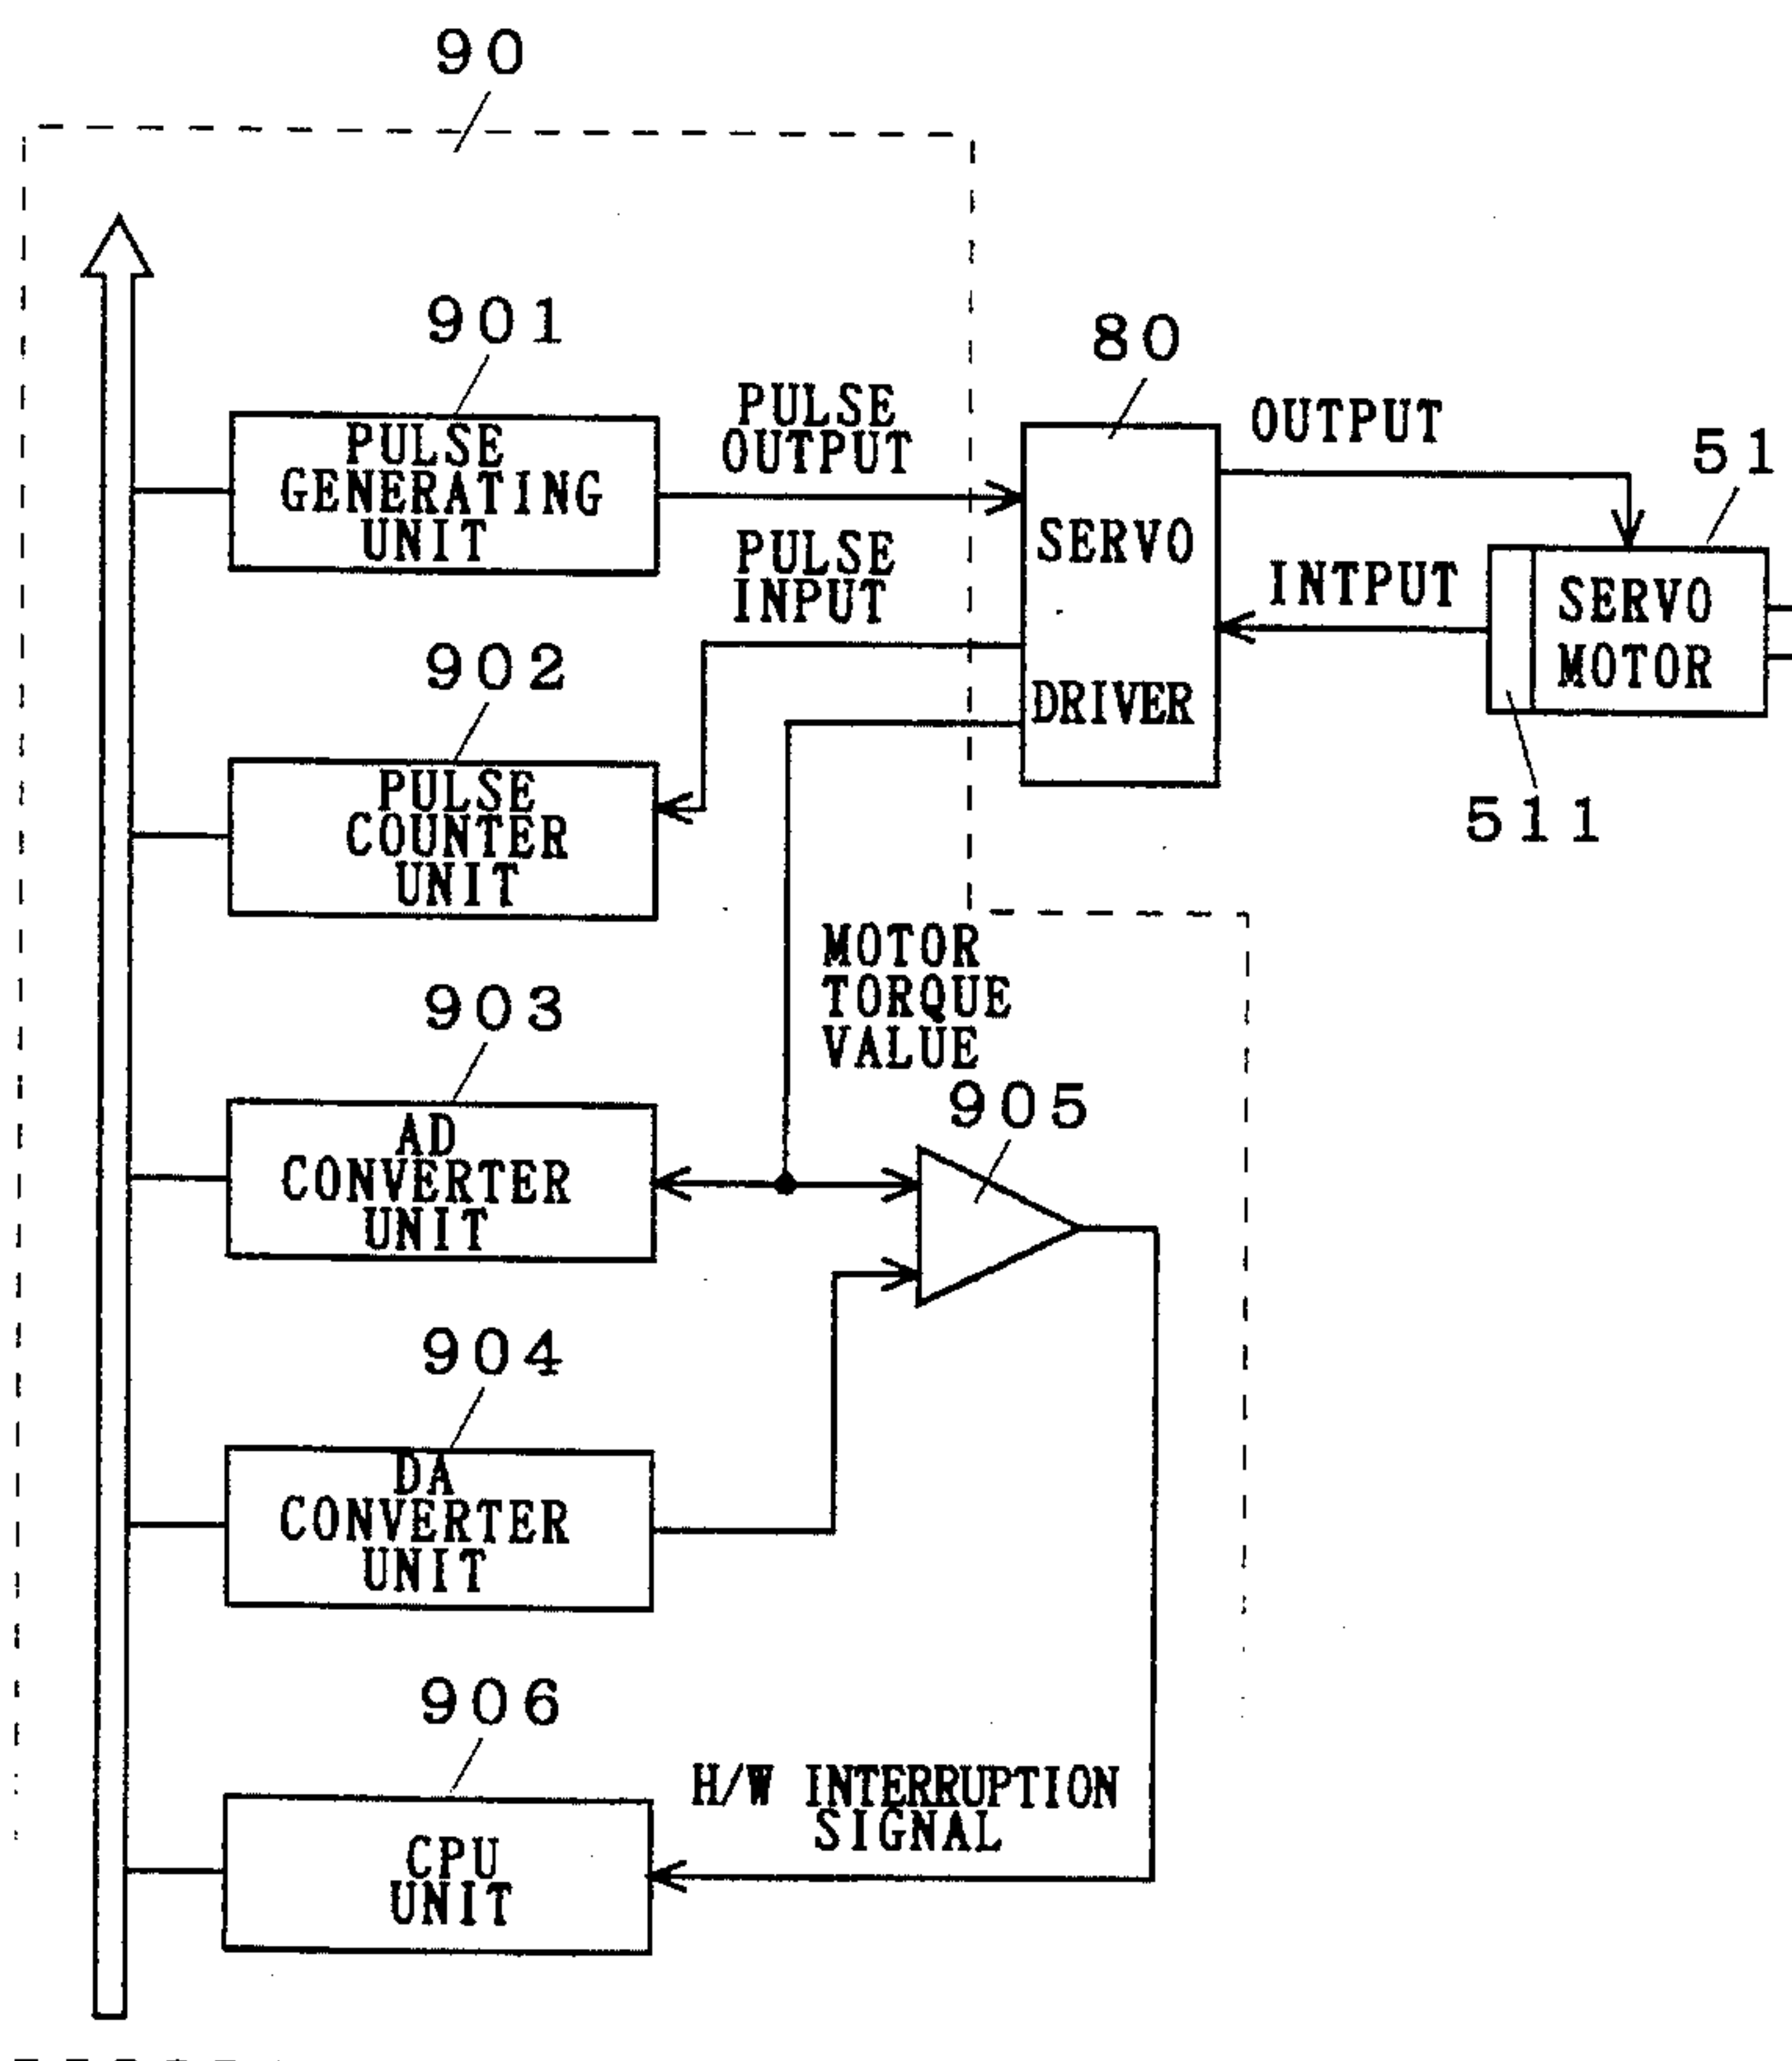 90
901
PULSE
GENERATING
UNIT
PULSE
OUTPUT
80
OUTPUT
51
PULSE
INPUT
SERVO
DRIVER
INTPUT
SERVO
MOTOR
511
902
PULSE
COUNTER
UNIT
MOTOR
TORQUE
VALUE
903
AD
CONVERTER
UNIT
905
904
DA
CONVERTER
UNIT
906
CPU
UNIT
H/W INTERRUPTION
SIGNAL